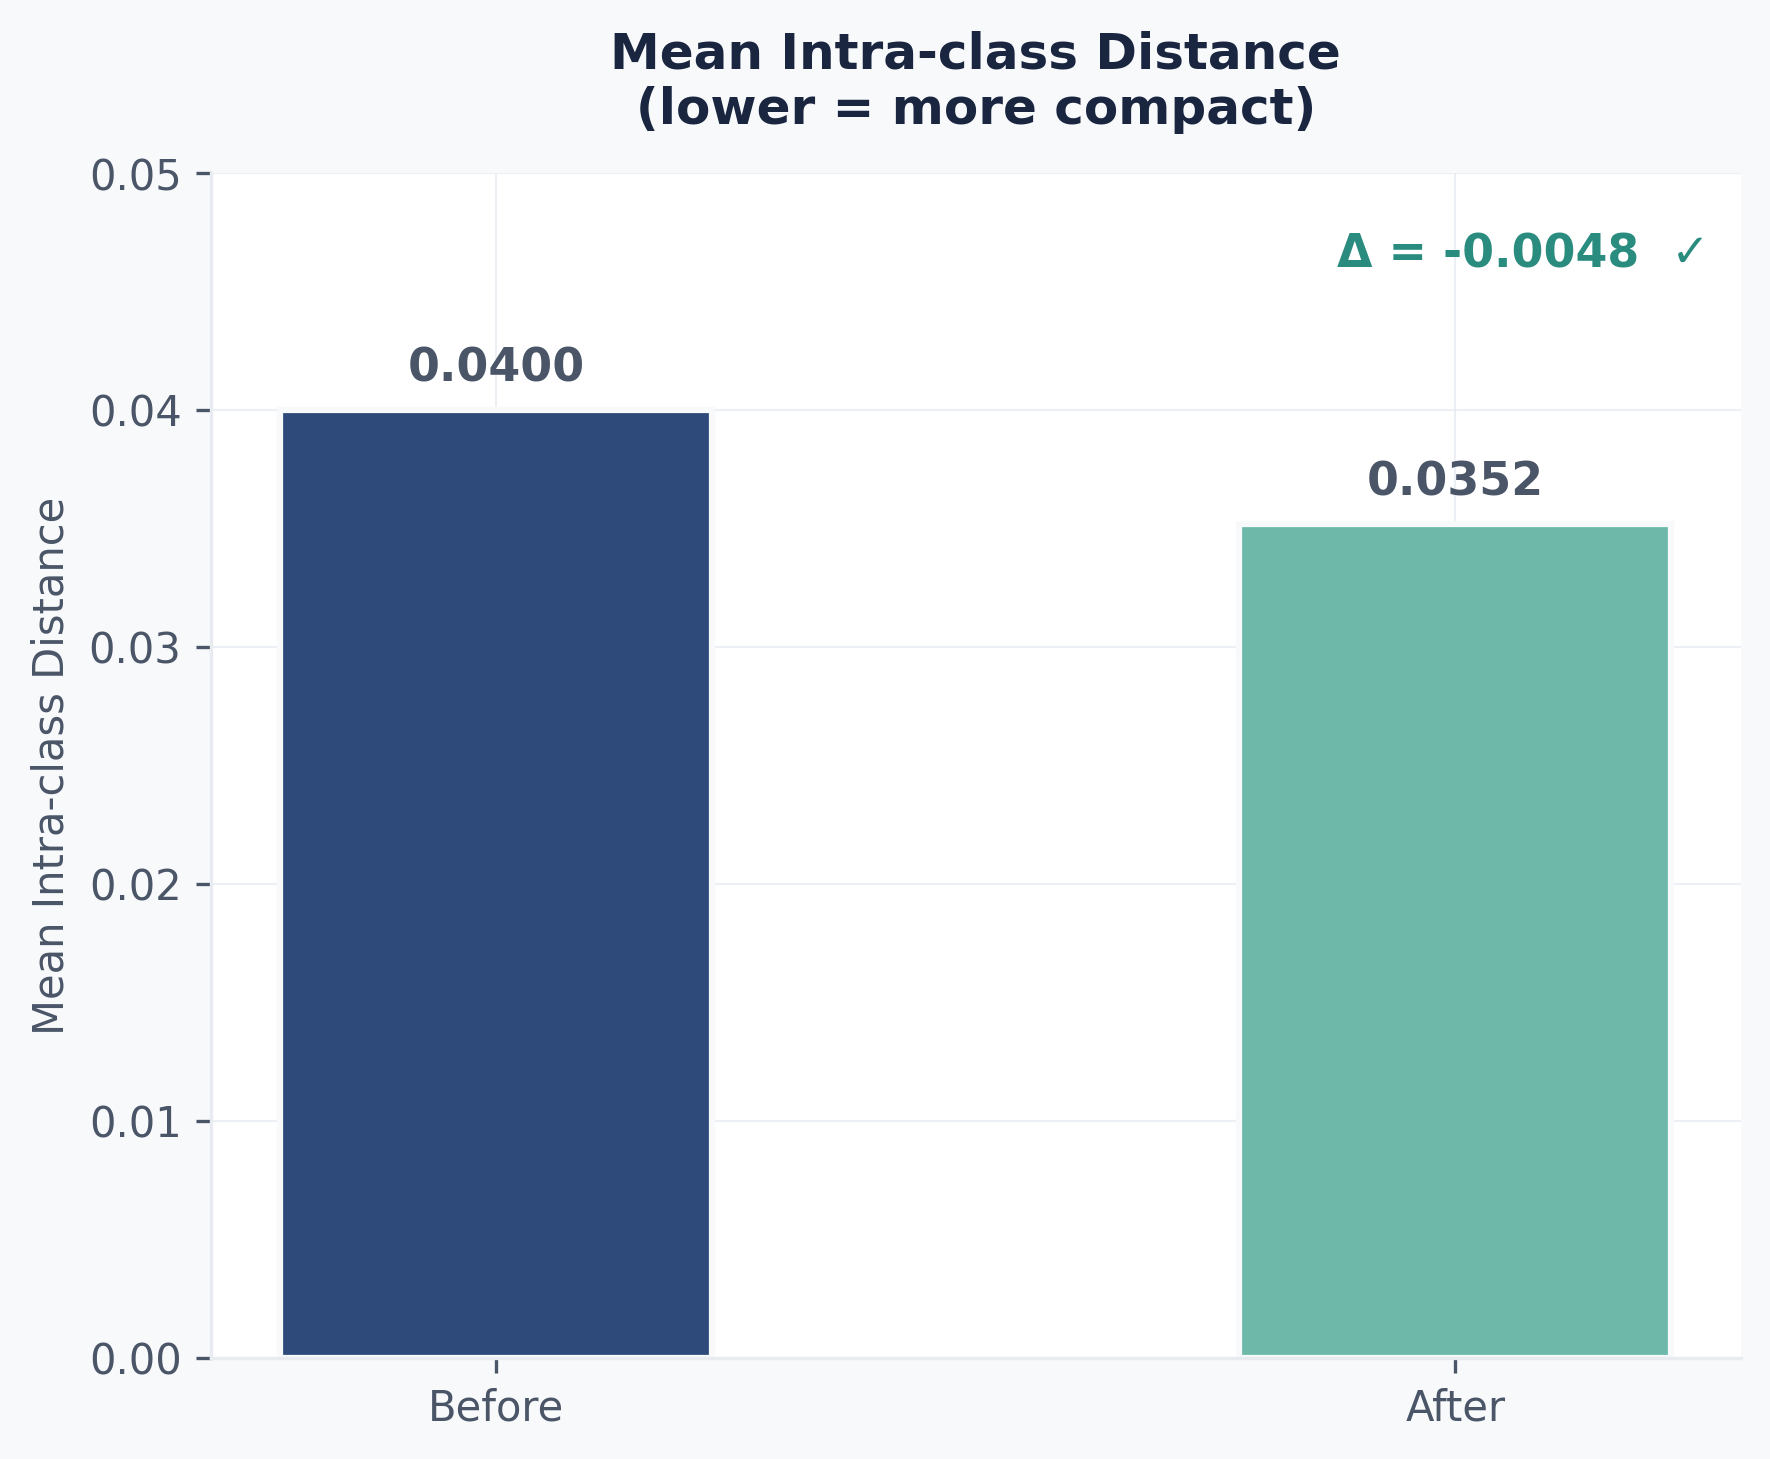 Mean Intra-class Distance
(lower = more compact)
0.05
Δ = -0.0048 ✓
0.0400
0.04
0.0352
Mean Intra-class Distance
0.03
0.02
0.01
0.00
Before
After